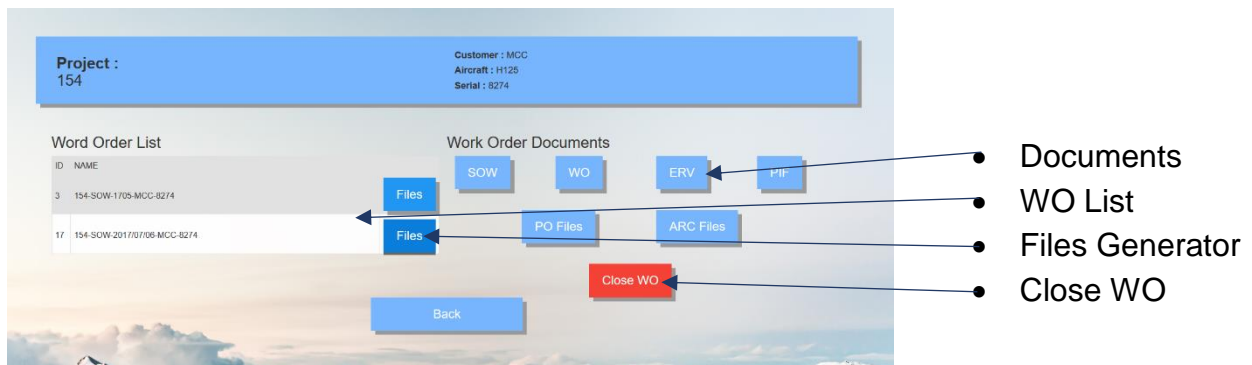 Project :
154
Customer : MCC
Aircraft : H125
Serial : 8274
Word Order List
ID NAME
3 154-SOW-1705-MCC-8274 Files
17 154-SOW-2017/07/06-MCC-8274 Files
Work Order Documents
SOW WO ERV PIF
PO Files ARC Files
Close WO
Back
• Documents
• WO List
• Files Generator
• Close WO